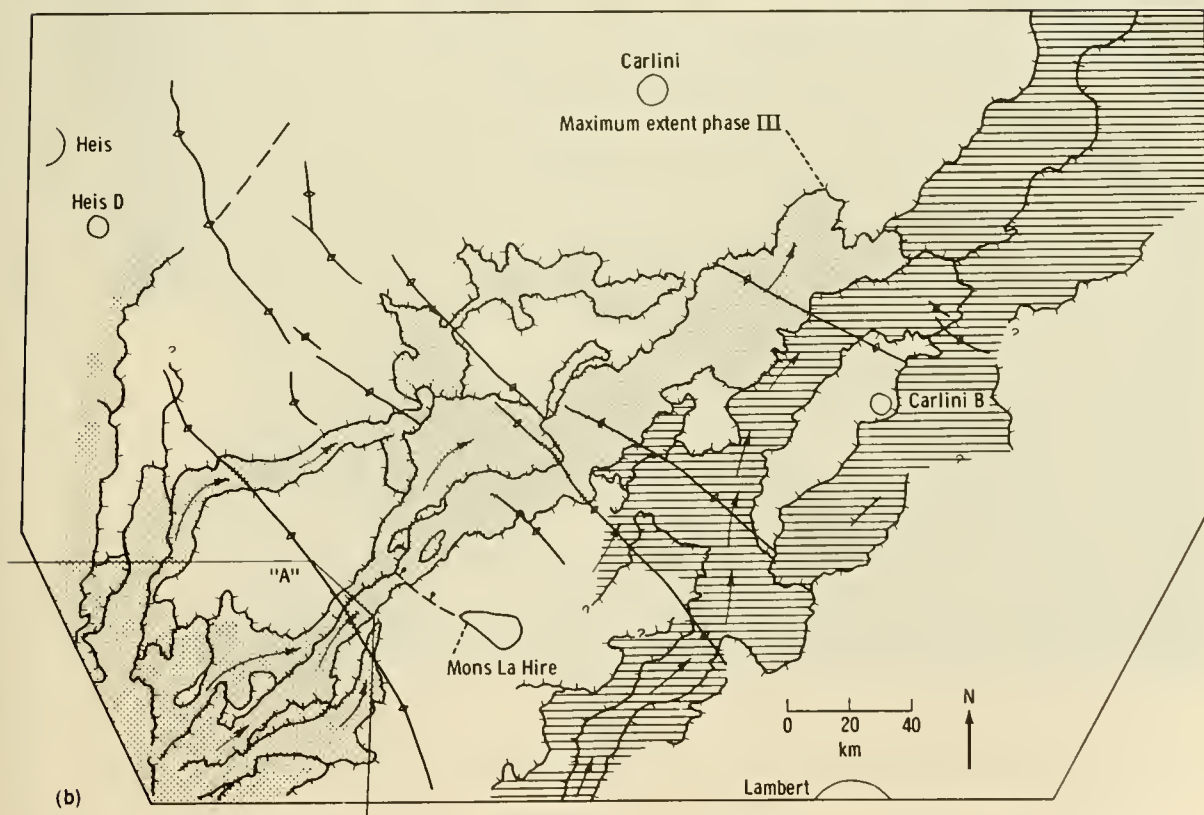 Carlini
Maximum extent phase III
Heis
Heis D
?
?
Carlini B
?
"A"
?
?
Mons La Hire
N
0 20 40
km
Lambert
(b)